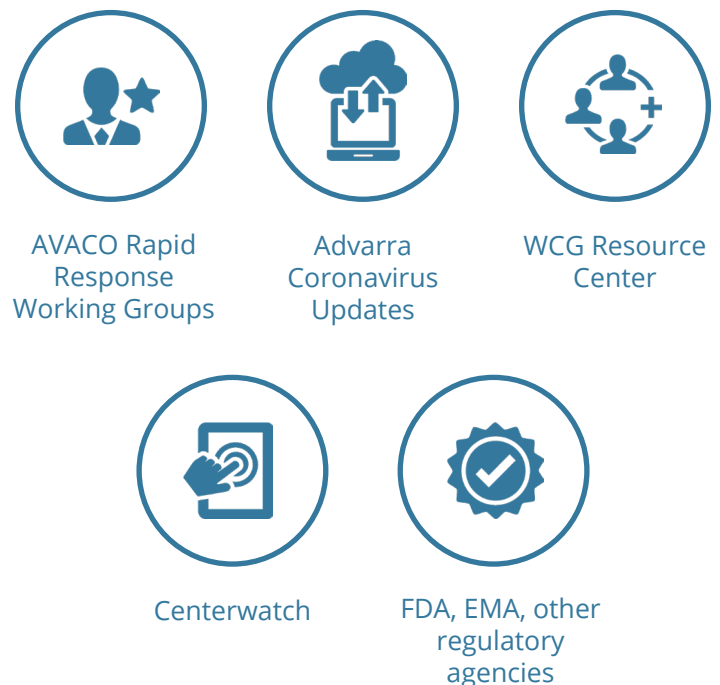 AVACO Rapid
Response
Working Groups
Advarra
Coronavirus
Updates
WCG Resource
Center
Centerwatch
FDA, EMA, other
regulatory
agencies